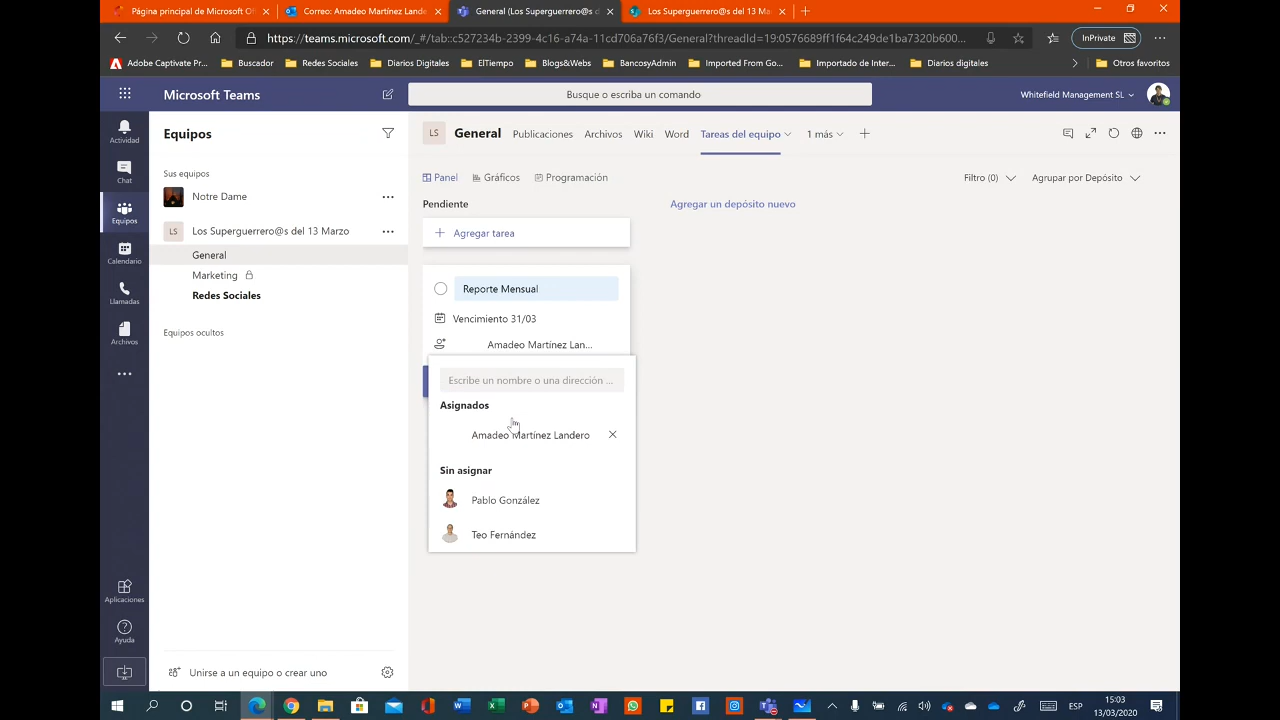 Página principal de Microsoft Of
Correo: Amadeo Martínez Lande
General (Los Superguerrero@s d
Los Superguerrero@s del 13 Mar
https://teams.microsoft.com/_#/tab::c527234b-2399-4c16-a74a-11cd706a76f3/General?threadId=19:0576689ff1f64c249de1ba7320b600...
InPrivate
Adobe Captivate Pr...
Buscador
Redes Sociales
Diarios Digitales
ElTiempo
Blogs&Webs
BancosyAdmin
Imported From Go...
Importado de Inter...
Diarios digitales
Otros favoritos
Microsoft Teams
Busque o escriba un comando
Whitefield Management SL
Actividad
Chat
Equipos
Calendario
Llamadas
Archivos
Aplicaciones
Ayuda
Equipos
Sus equipos
Notre Dame
LS Los Superguerrero@s del 13 Marzo
General
Marketing
Redes Sociales
Equipos ocultos
Unirse a un equipo o crear uno
LS General Publicaciones Archivos Wiki Word Tareas del equipo 1 más
Panel Gráficos Programación Filtro (0) Agrupar por Depósito
Pendiente
Agregar un depósito nuevo
Agregar tarea
Reporte Mensual
Vencimiento 31/03
Amadeo Martínez Lan...
Escribe un nombre o una dirección ...
Asignados
Amadeo Martínez Landero
Sin asignar
Pablo González
Teo Fernández
ESP
15:03
13/03/2020